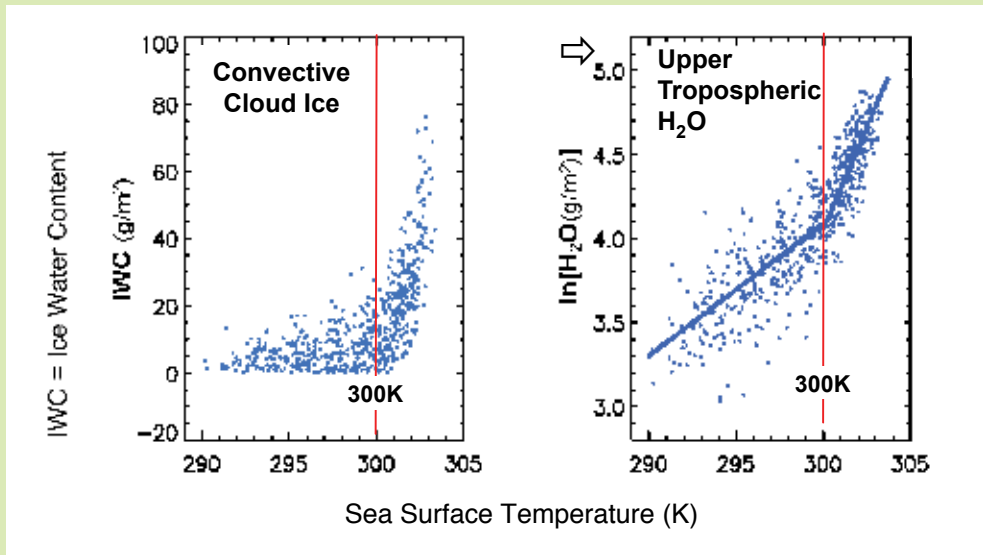 Convective
Cloud Ice
300K
IWC (g/m²)
IWC = Ice Water Content
100
80
60
40
20
0
−20
290
295
300
305
Upper
Tropospheric
H₂O
300K
ln[H₂O(g/m²)]
5.0
4.5
4.0
3.5
3.0
290
295
300
305
Sea Surface Temperature (K)